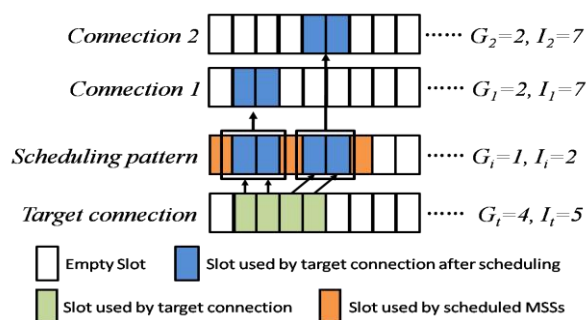 Connection 2 ······ G2=2, I2=7
Connection 1 ······ G1=2, I1=7
Scheduling pattern ······ Gi=1, Ii=2
Target connection ······ Gt=4, It=5
Empty Slot Slot used by target connection after scheduling
Slot used by target connection Slot used by scheduled MSSs